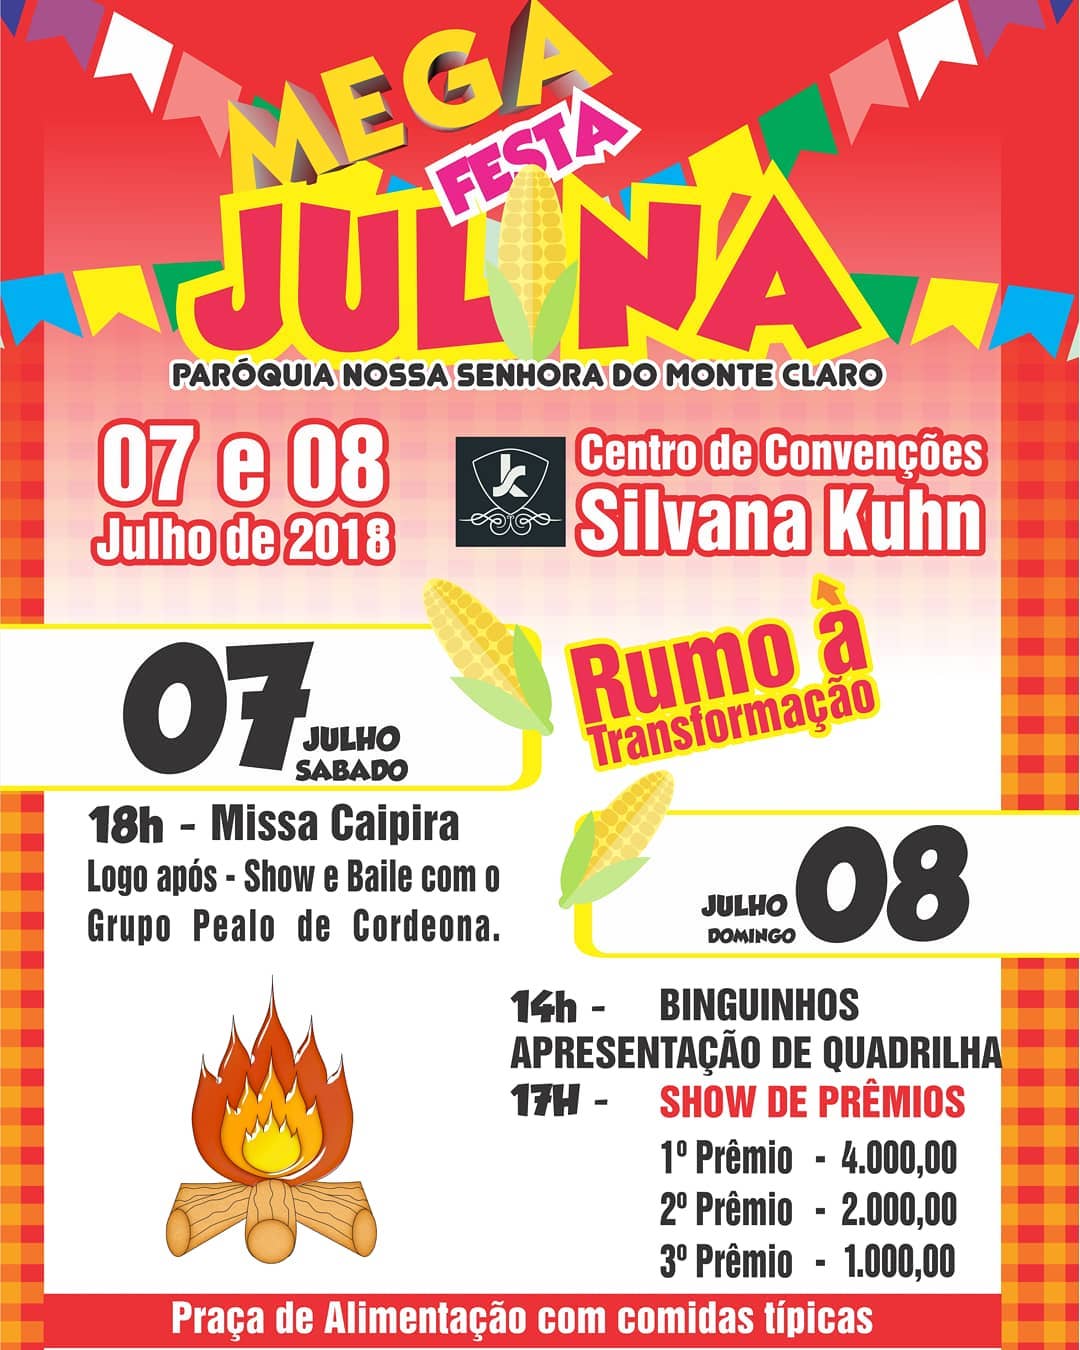 MEGA
FESTA
JULINA
PARÓQUIA NOSSA SENHORA DO MONTE CLARO
07 e 08
Julho de 2018
Centro de Convenções
Silvana Kuhn
Rumo à
Transformação
07 JULHO
SABADO
18h - Missa Caipira
Logo após - Show e Baile com o
Grupo Pealo de Cordeona.
JULHO 08
DOMINGO
14h - BINGUINHOS
APRESENTAÇÃO DE QUADRILHA
17H - SHOW DE PRÊMIOS
1º Prêmio - 4.000,00
2º Prêmio - 2.000,00
3º Prêmio - 1.000,00
Praça de Alimentação com comidas típicas